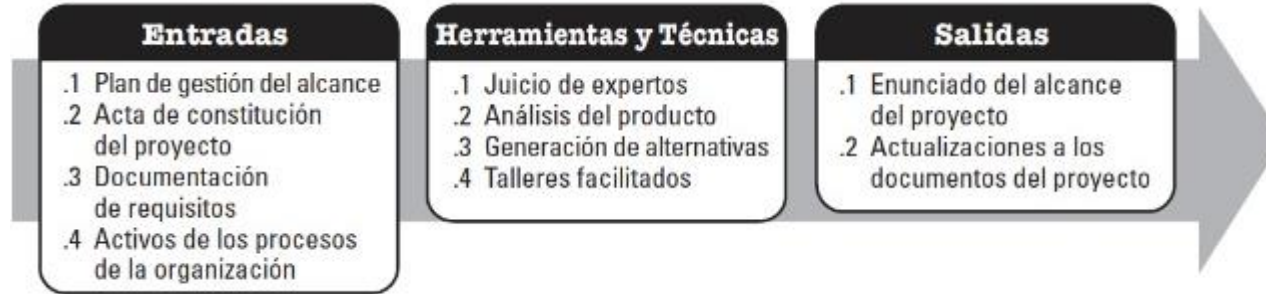 Entradas
.1 Plan de gestión del alcance
.2 Acta de constitución
del proyecto
.3 Documentación
de requisitos
.4 Activos de los procesos
de la organización
Herramientas y Técnicas
.1 Juicio de expertos
.2 Análisis del producto
.3 Generación de alternativas
.4 Talleres facilitados
Salidas
.1 Enunciado del alcance
del proyecto
.2 Actualizaciones a los
documentos del proyecto